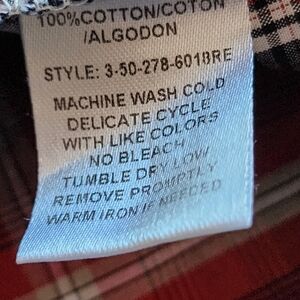 100%COTTON/COTON
/ALGODON
STYLE: 3-50-278-6018RE
MACHINE WASH COLD
DELICATE CYCLE
WITH LIKE COLORS
NO BLEACH
TUMBLE DRY LOW
REMOVE PROMPTLY
WARM IRON IF NEEDED